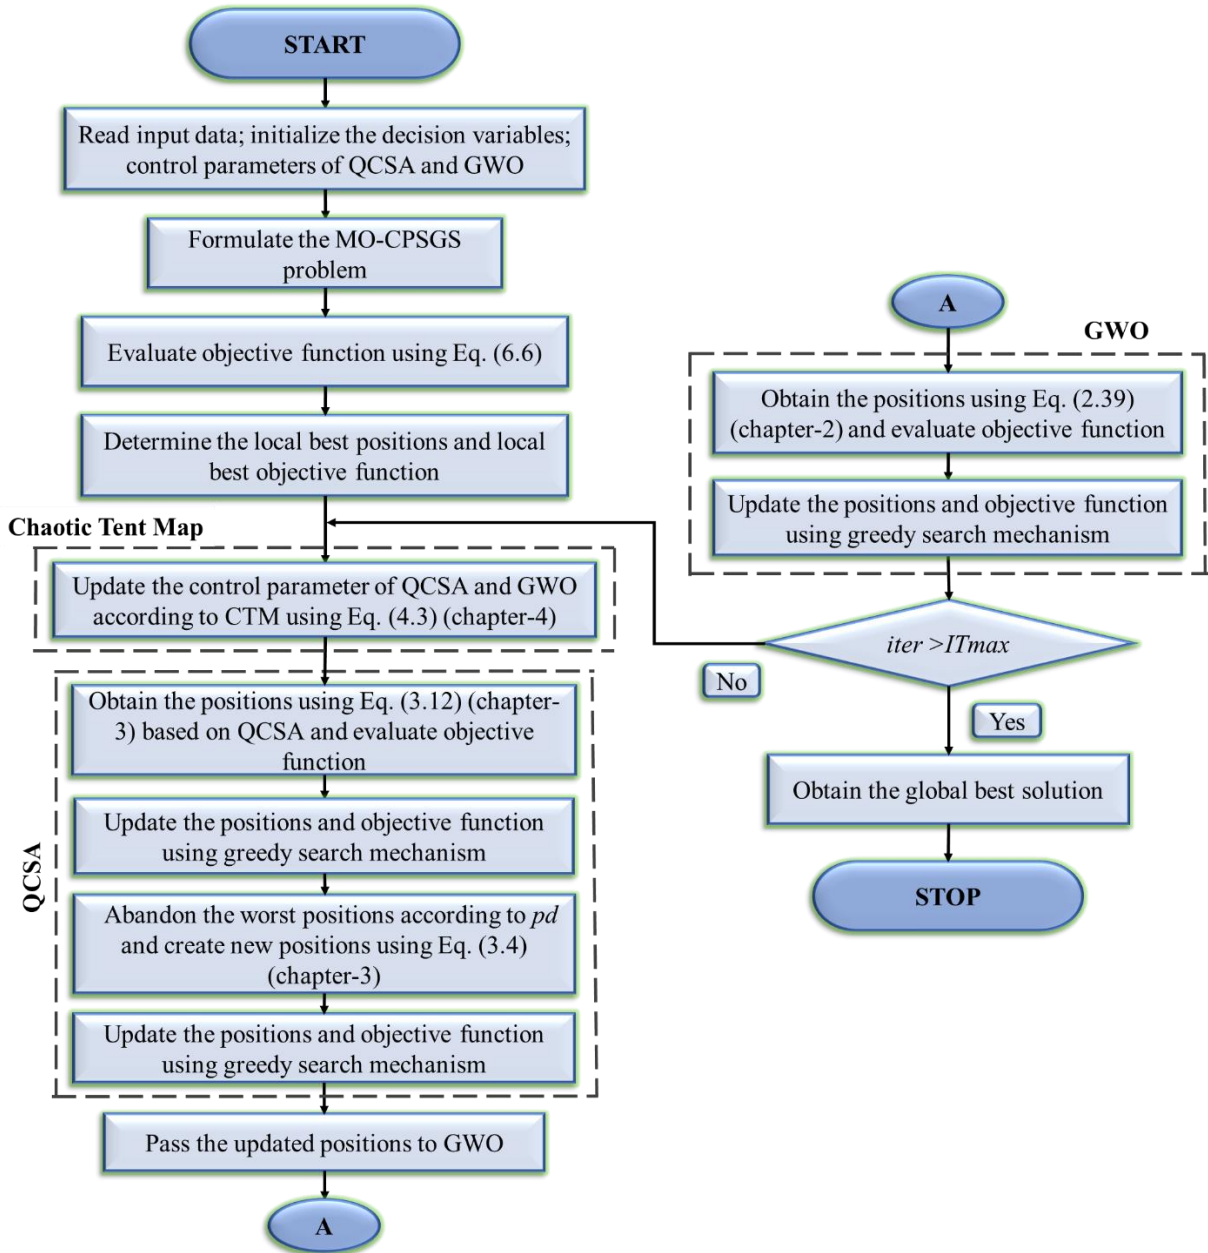 START
Read input data; initialize the decision variables;
control parameters of QCSA and GWO
Formulate the MO-CPSGS
problem
Evaluate objective function using Eq. (6.6)
Determine the local best positions and local
best objective function
Chaotic Tent Map
Update the control parameter of QCSA and GWO
according to CTM using Eq. (4.3) (chapter-4)
QCSA
Obtain the positions using Eq. (3.12) (chapter-
3) based on QCSA and evaluate objective
function
Update the positions and objective function
using greedy search mechanism
Abandon the worst positions according to pd
and create new positions using Eq. (3.4)
(chapter-3)
Update the positions and objective function
using greedy search mechanism
Pass the updated positions to GWO
A
A
GWO
Obtain the positions using Eq. (2.39)
(chapter-2) and evaluate objective function
Update the positions and objective function
using greedy search mechanism
iter >ITmax
No
Yes
Obtain the global best solution
STOP